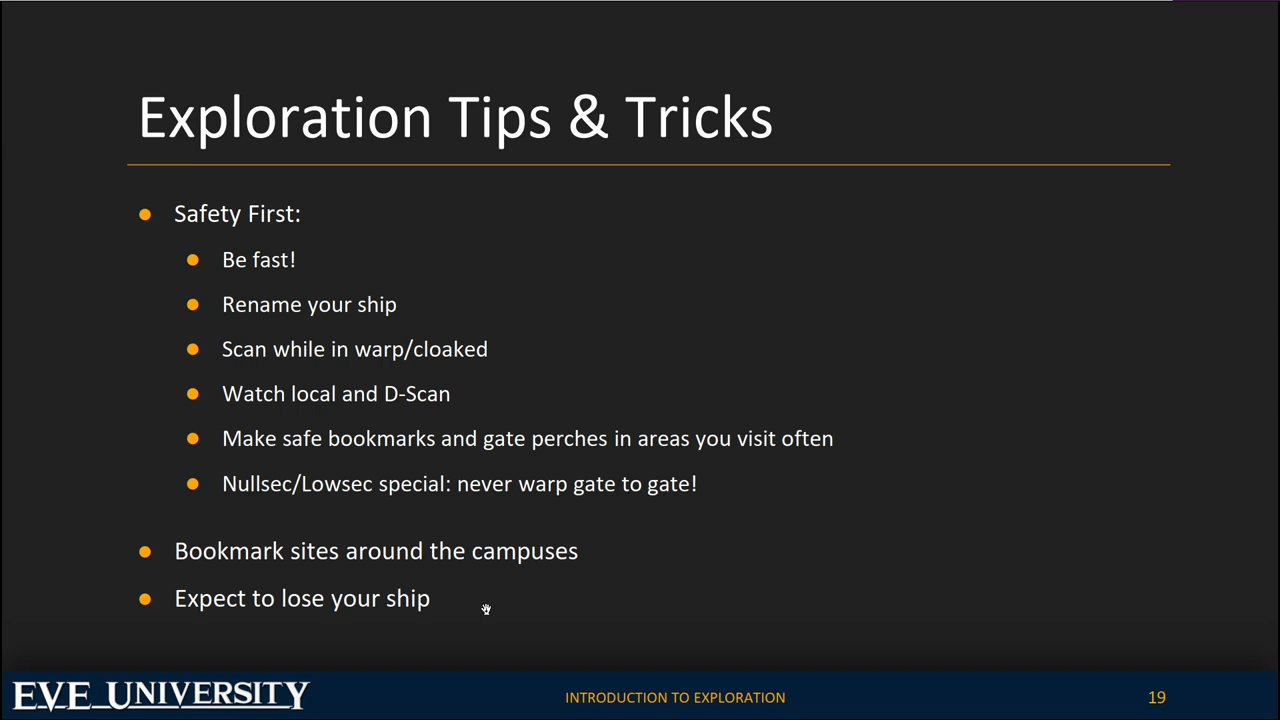 Exploration Tips & Tricks
Safety First:
Be fast!
Rename your ship
Scan while in warp/cloaked
Watch local and D-Scan
Make safe bookmarks and gate perches in areas you visit often
Nullsec/Lowsec special: never warp gate to gate!
Bookmark sites around the campuses
Expect to lose your ship
EVE UNIVERSITY
INTRODUCTION TO EXPLORATION
19